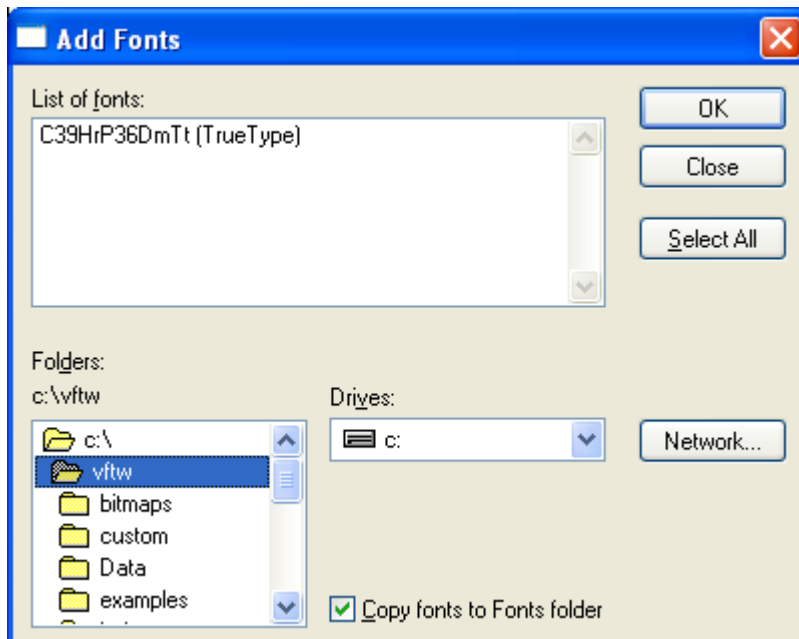 Add Fonts
List of fonts:
C39HrP36DmTt (TrueType)
OK
Close
Select All
Folders:
c:\vftw
Drives:
c:\
vftw
bitmaps
custom
Data
examples
c:
Network...
Copy fonts to Fonts folder